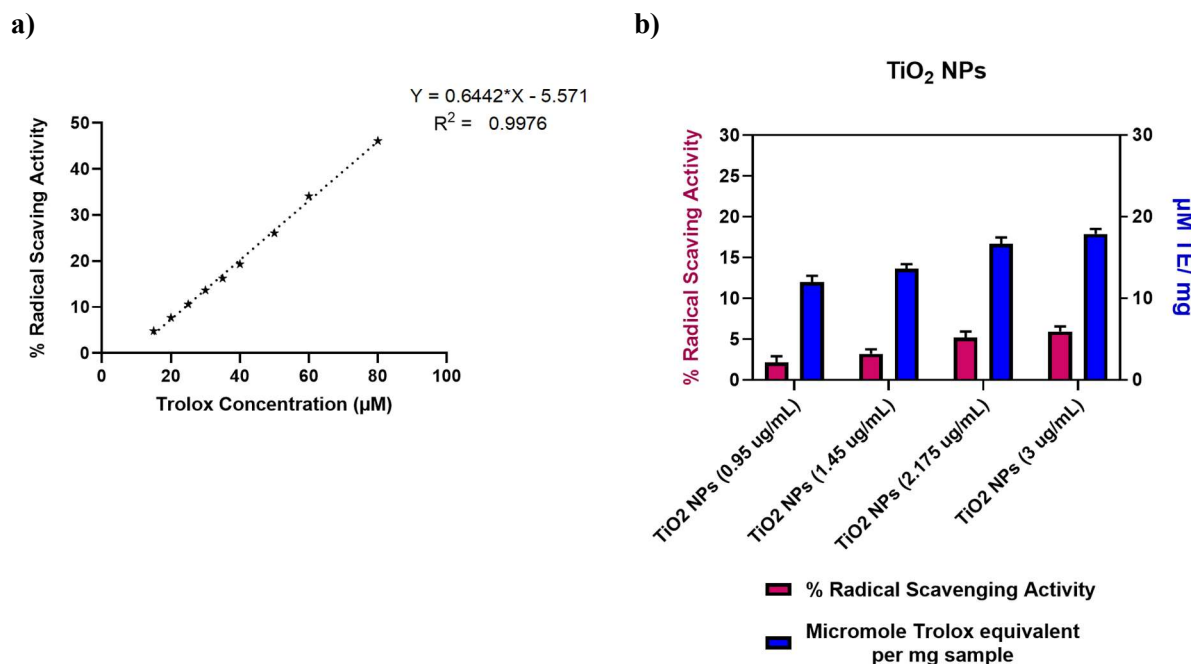 a)
Y = 0.6442*X - 5.571
R² = 0.9976
% Radical Scaving Activity
50
40
30
20
10
0
0 20 40 60 80 100
Trolox Concentration (µM)
b)
TiO₂ NPs
% Radical Scaving Activity
30
25
20
15
10
5
0
30
20
10
0
µM TE/ mg
TiO2 NPs (0.95 ug/mL)
TiO2 NPs (1.45 ug/mL)
TiO2 NPs (2.175 ug/mL)
TiO2 NPs (3 ug/mL)
% Radical Scavenging Activity
Micromole Trolox equivalent
per mg sample